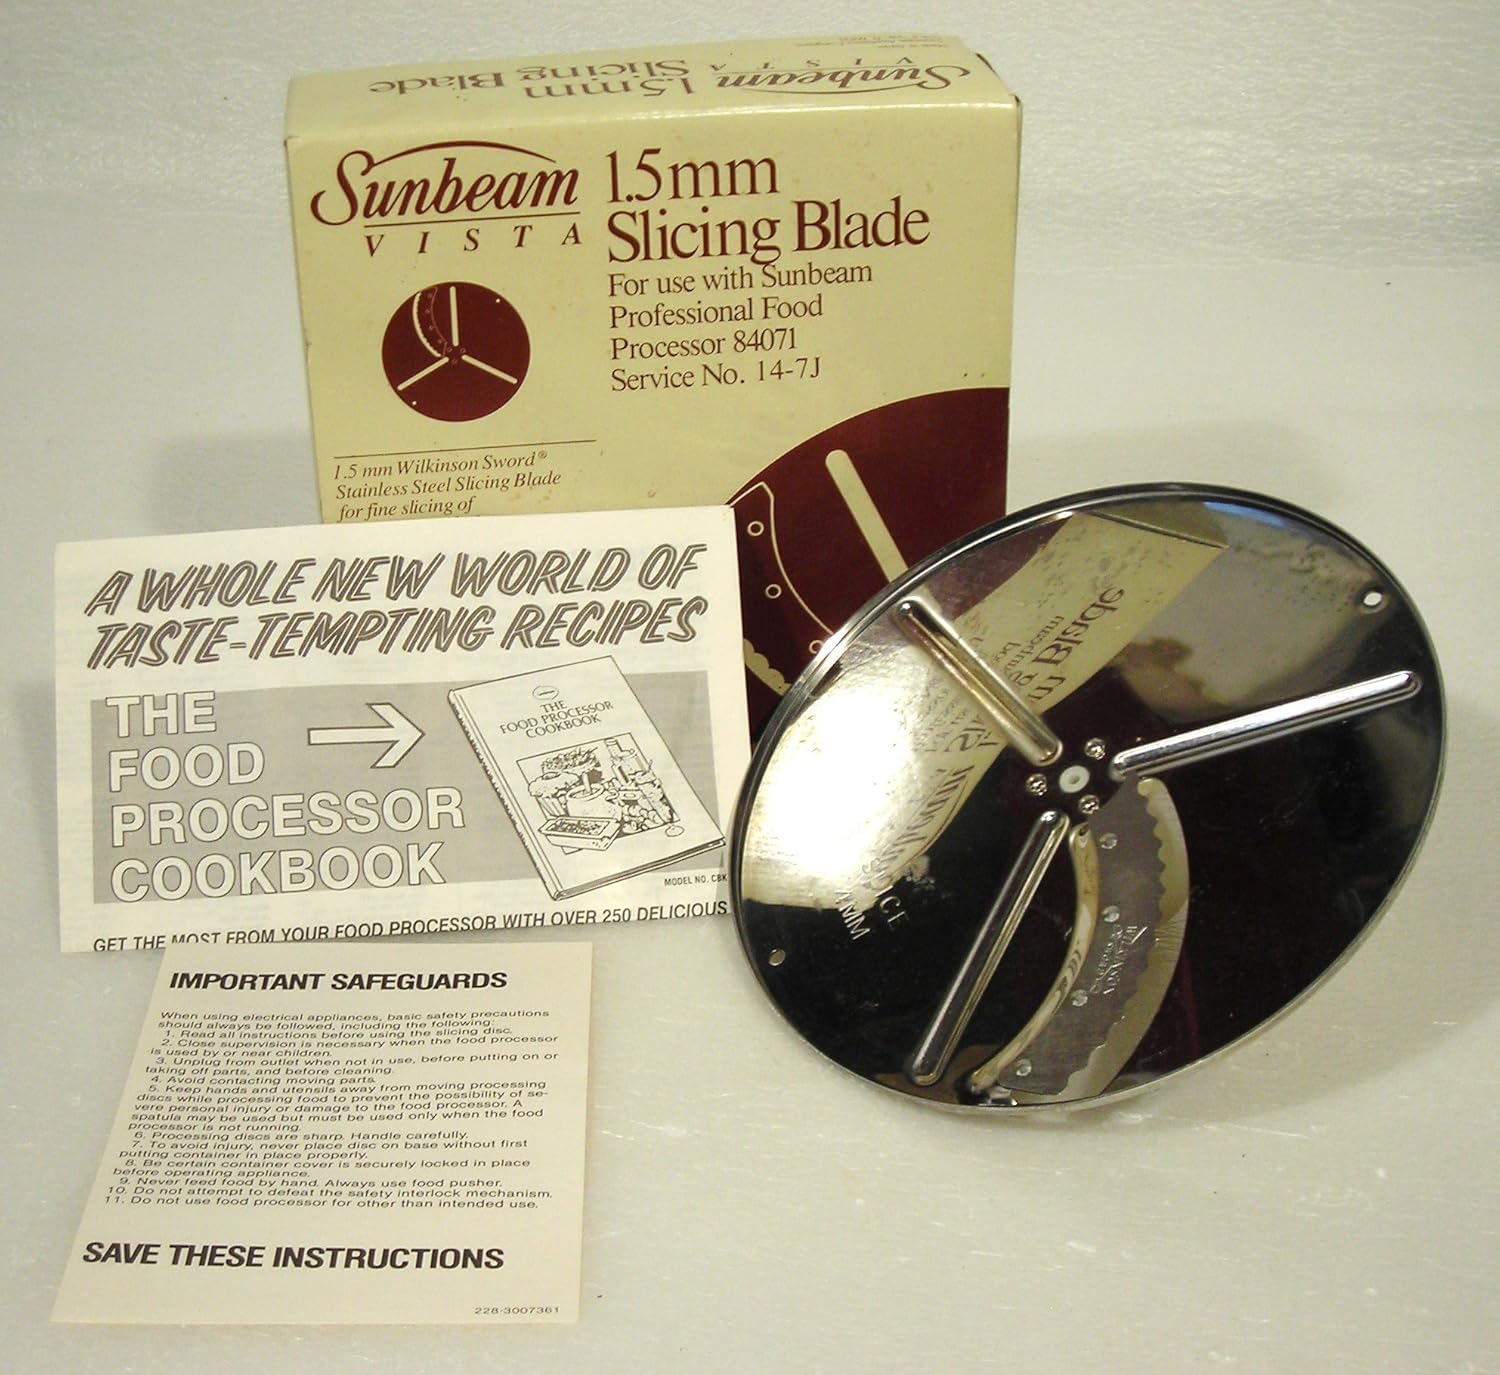 Sunbeam 1.5mm
VISTA Slicing Blade
Sunbeam
VISTA
1.5mm
Slicing Blade
For use with Sunbeam
Professional Food
Processor 84071
Service No. 14-7J
1.5 mm Wilkinson Sword®
Stainless Steel Slicing Blade
for fine slicing of
A WHOLE NEW WORLD OF
TASTE-TEMPTING RECIPES
THE
FOOD
PROCESSOR
COOKBOOK
THE
FOOD PROCESSOR
COOKBOOK
MODEL NO. CBK
GET THE MOST FROM YOUR FOOD PROCESSOR WITH OVER 250 DELICIOUS
IMPORTANT SAFEGUARDS
When using electrical appliances, basic safety precautions
should always be followed, including the following:
1. Read all instructions before using the slicing disc.
2. Close supervision is necessary when the food processor
is used by or near children.
3. Unplug from outlet when not in use, before putting on or
taking off parts, and before cleaning.
4. Avoid contacting moving parts.
5. Keep hands and utensils away from moving processing
discs while processing food to prevent the possibility of se-
vere personal injury or damage to the food processor. A
spatula may be used but must be used only when the food
processor is not running.
6. Processing discs are sharp. Handle carefully.
7. To avoid injury, never place disc on base without first
putting container in place properly.
8. Be certain container cover is securely locked in place
before operating appliance.
9. Never feed food by hand. Always use food pusher.
10. Do not attempt to defeat the safety interlock mechanism.
11. Do not use food processor for other than intended use.
SAVE THESE INSTRUCTIONS
228-3007361
WILKINSON
SWORD